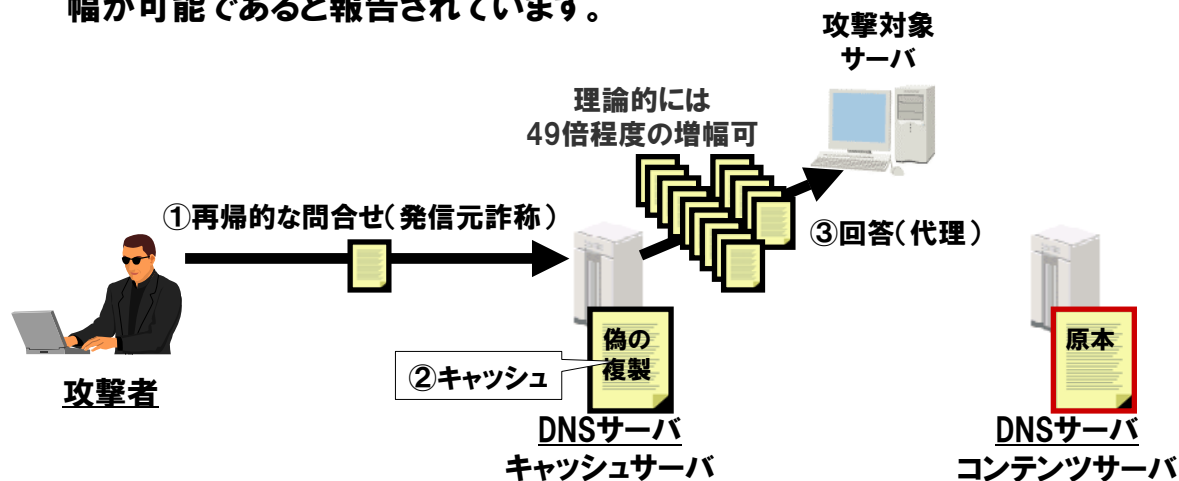 幅が可能であると報告されています。
攻撃対象
サーバ
理論的には
49倍程度の増幅可
①再帰的な問合せ(発信元詐称)
③回答(代理)
偽の
複製
原本
②キャッシュ
攻撃者
DNSサーバ
キャッシュサーバ
DNSサーバ
コンテンツサーバ